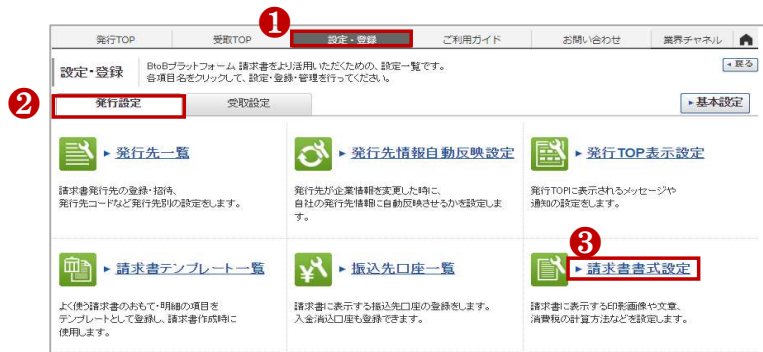 ❶
発行TOP 受取TOP 設定・登録 ご利用ガイド お問い合わせ 業界チャネル
設定・登録
BtoBプラットフォーム 請求書をより活用いただくための、設定一覧です。
各項目名をクリックして、設定・登録・管理を行ってください。
戻る
❷
発行設定 受取設定 基本設定
発行先一覧 発行先情報自動反映設定 発行TOP表示設定
請求書発行先の登録・招待、
発行先コードなど発行先別の設定をします。
発行先が企業情報を変更した時に、
自社の発行先情報に自動反映させるかを設定しま
す。
発行TOPに表示されるメッセージや
通知の設定をします。
❸
請求書テンプレート一覧 振込先口座一覧 請求書書式設定
よく使う請求書のおもて・明細の項目を
テンプレートとして登録し、請求書作成時に
使用します。
請求書に表示する振込先口座の登録をします。
入金消込口座も登録できます。
請求書に表示する印影画像や文章、
消費税の計算方法などを設定します。